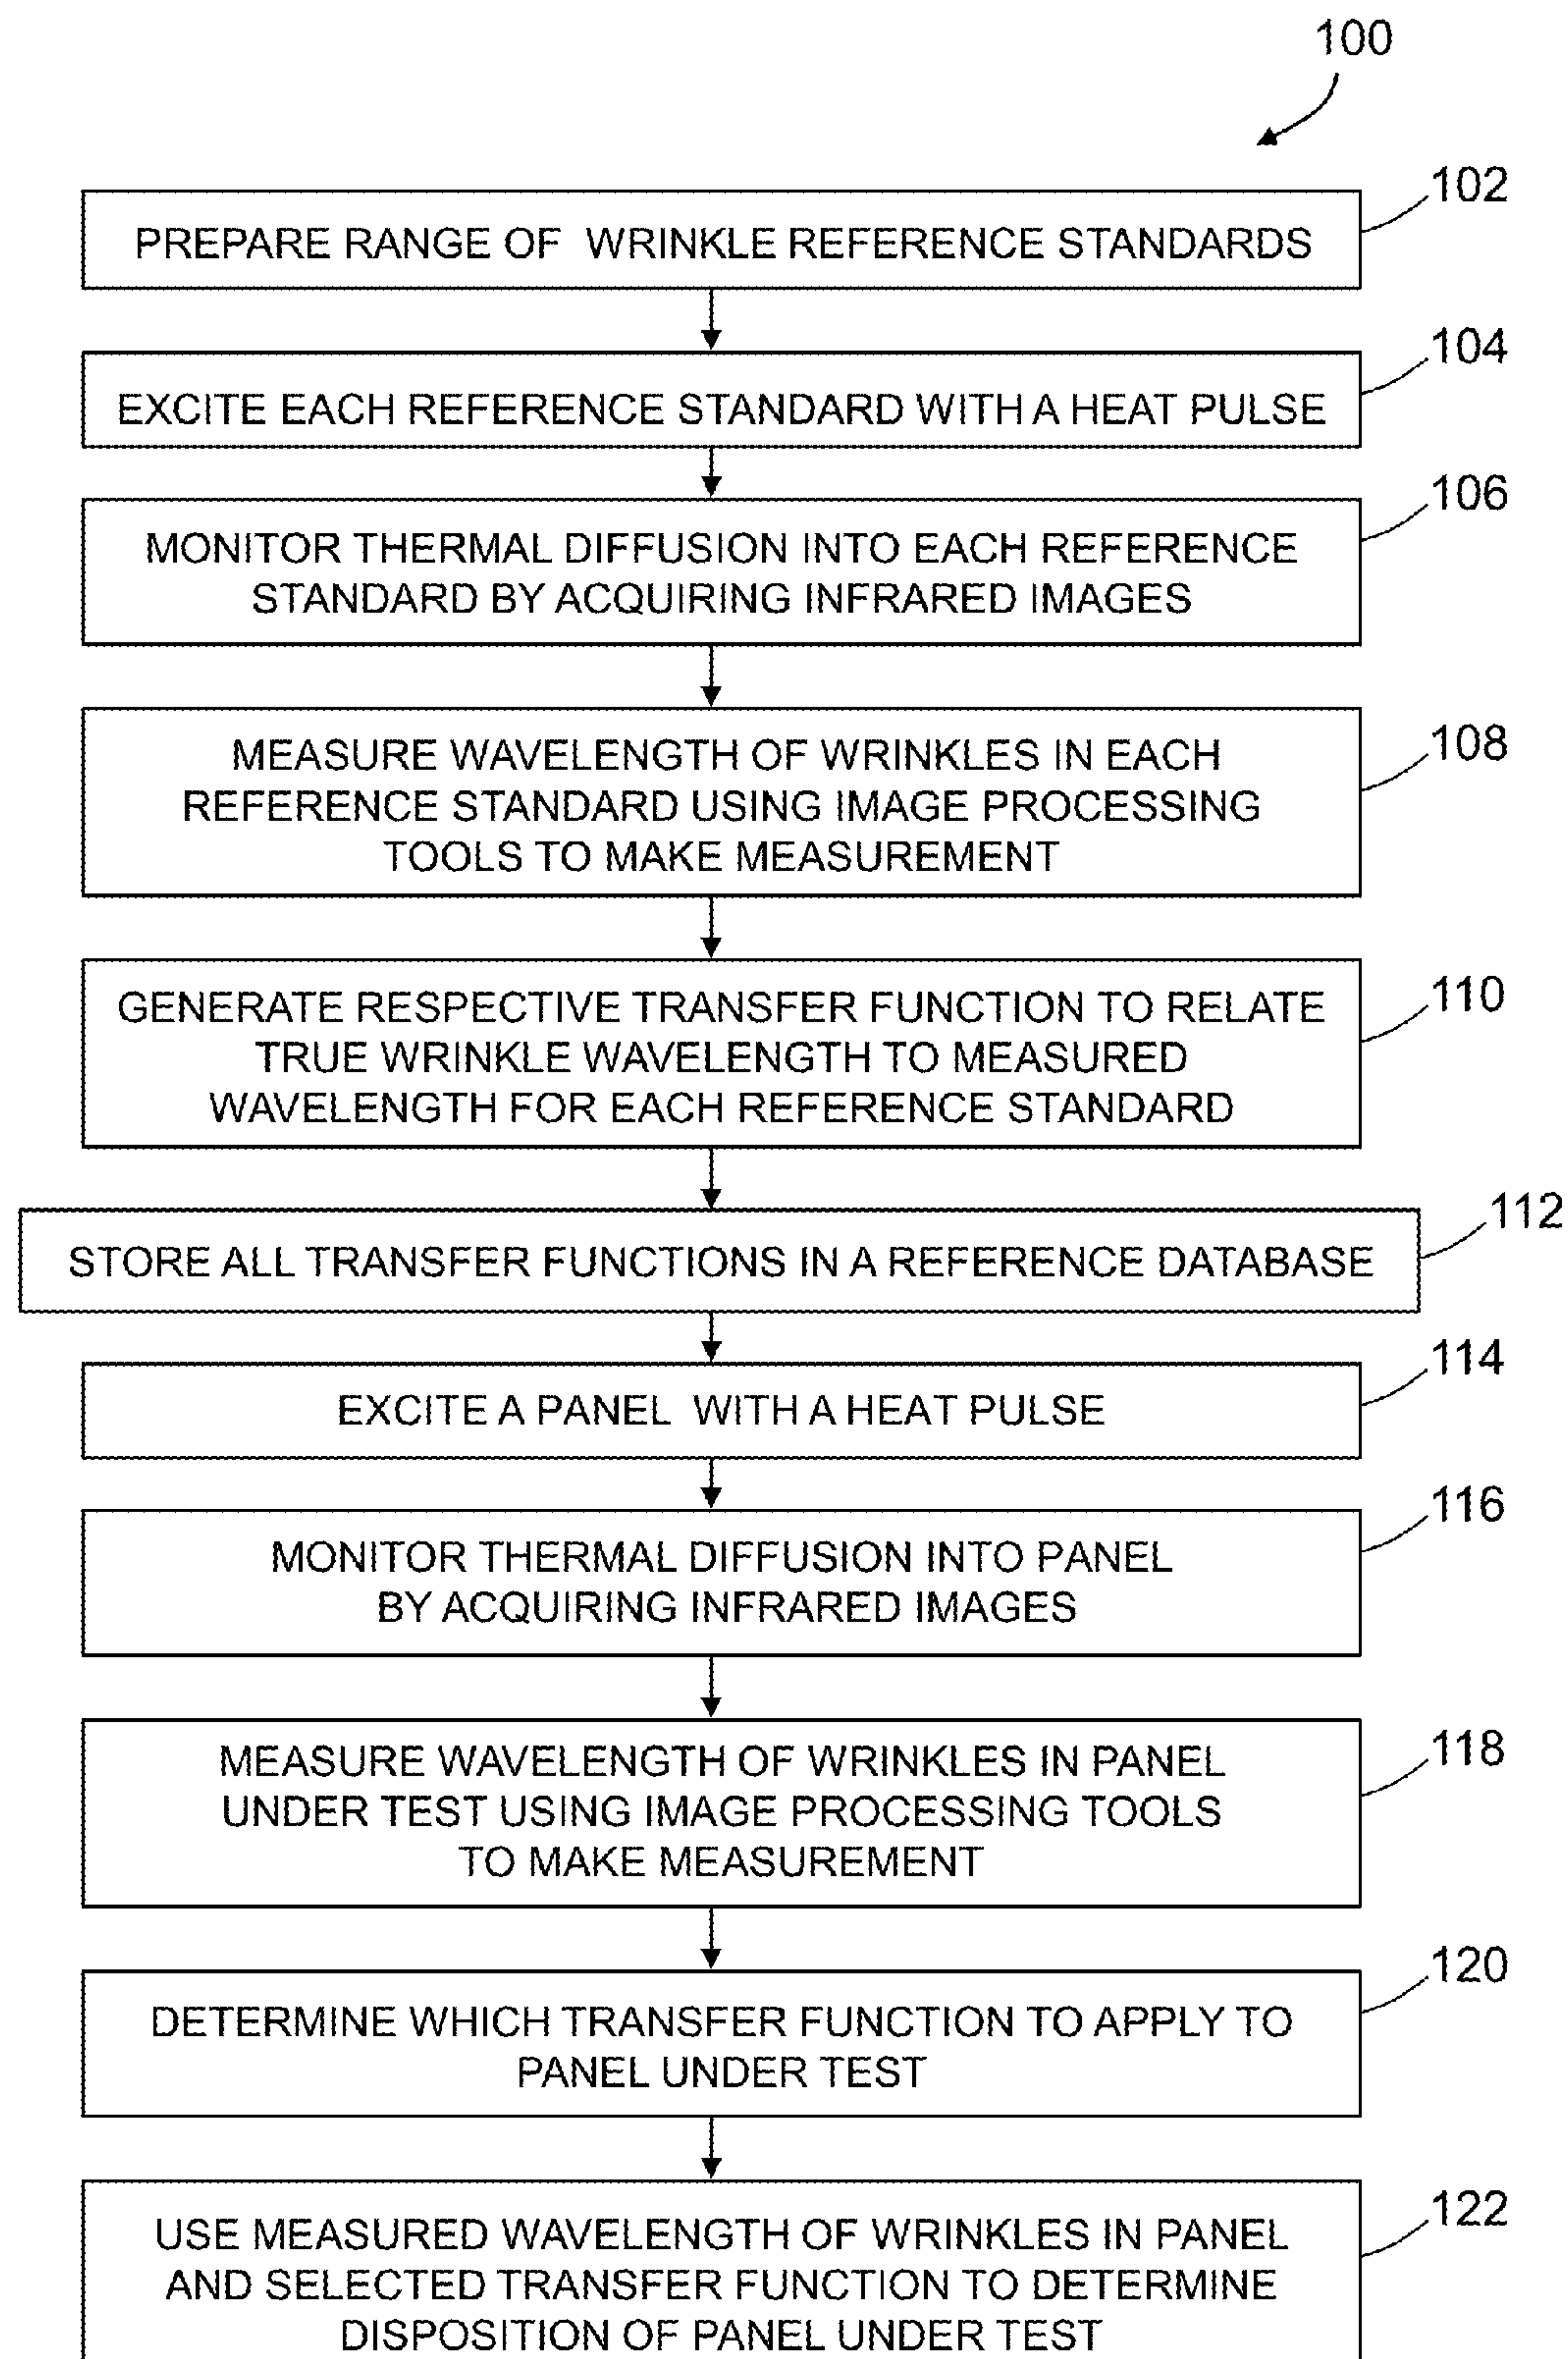 100
102
PREPARE RANGE OF WRINKLE REFERENCE STANDARDS
104
EXCITE EACH REFERENCE STANDARD WITH A HEAT PULSE
106
MONITOR THERMAL DIFFUSION INTO EACH REFERENCE
STANDARD BY ACQUIRING INFRARED IMAGES
108
MEASURE WAVELENGTH OF WRINKLES IN EACH
REFERENCE STANDARD USING IMAGE PROCESSING
TOOLS TO MAKE MEASUREMENT
110
GENERATE RESPECTIVE TRANSFER FUNCTION TO RELATE
TRUE WRINKLE WAVELENGTH TO MEASURED
WAVELENGTH FOR EACH REFERENCE STANDARD
112
STORE ALL TRANSFER FUNCTIONS IN A REFERENCE DATABASE
114
EXCITE A PANEL WITH A HEAT PULSE
116
MONITOR THERMAL DIFFUSION INTO PANEL
BY ACQUIRING INFRARED IMAGES
118
MEASURE WAVELENGTH OF WRINKLES IN PANEL
UNDER TEST USING IMAGE PROCESSING TOOLS
TO MAKE MEASUREMENT
120
DETERMINE WHICH TRANSFER FUNCTION TO APPLY TO
PANEL UNDER TEST
122
USE MEASURED WAVELENGTH OF WRINKLES IN PANEL
AND SELECTED TRANSFER FUNCTION TO DETERMINE
DISPOSITION OF PANEL UNDER TEST